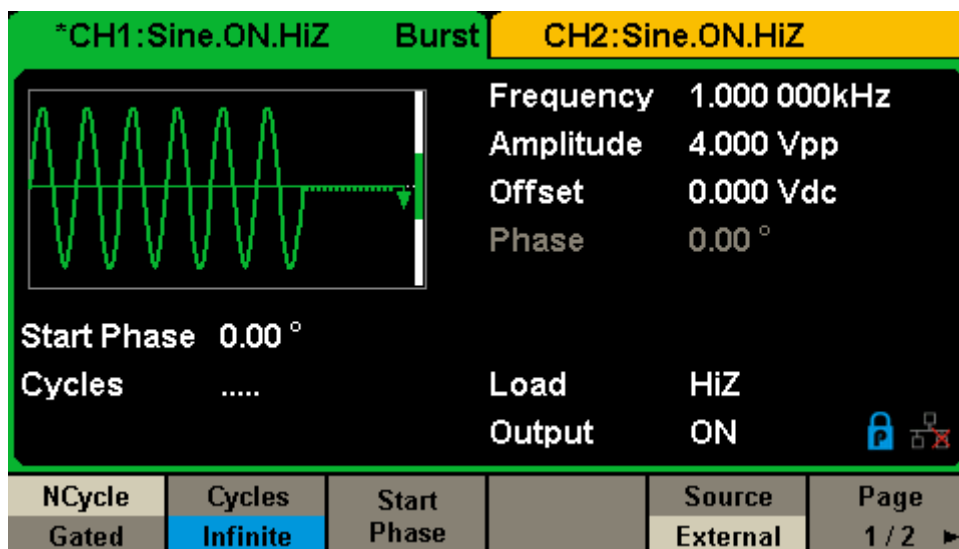 *CH1:Sine.ON.HiZ Burst CH2:Sine.ON.HiZ
Frequency 1.000 000kHz
Amplitude 4.000 Vpp
Offset 0.000 Vdc
Phase 0.00 °
Start Phase 0.00 °
Cycles .....
Load HiZ
Output ON
P
NCycle Gated
Cycles Infinite
Start Phase
Source External
Page 1 / 2 ►